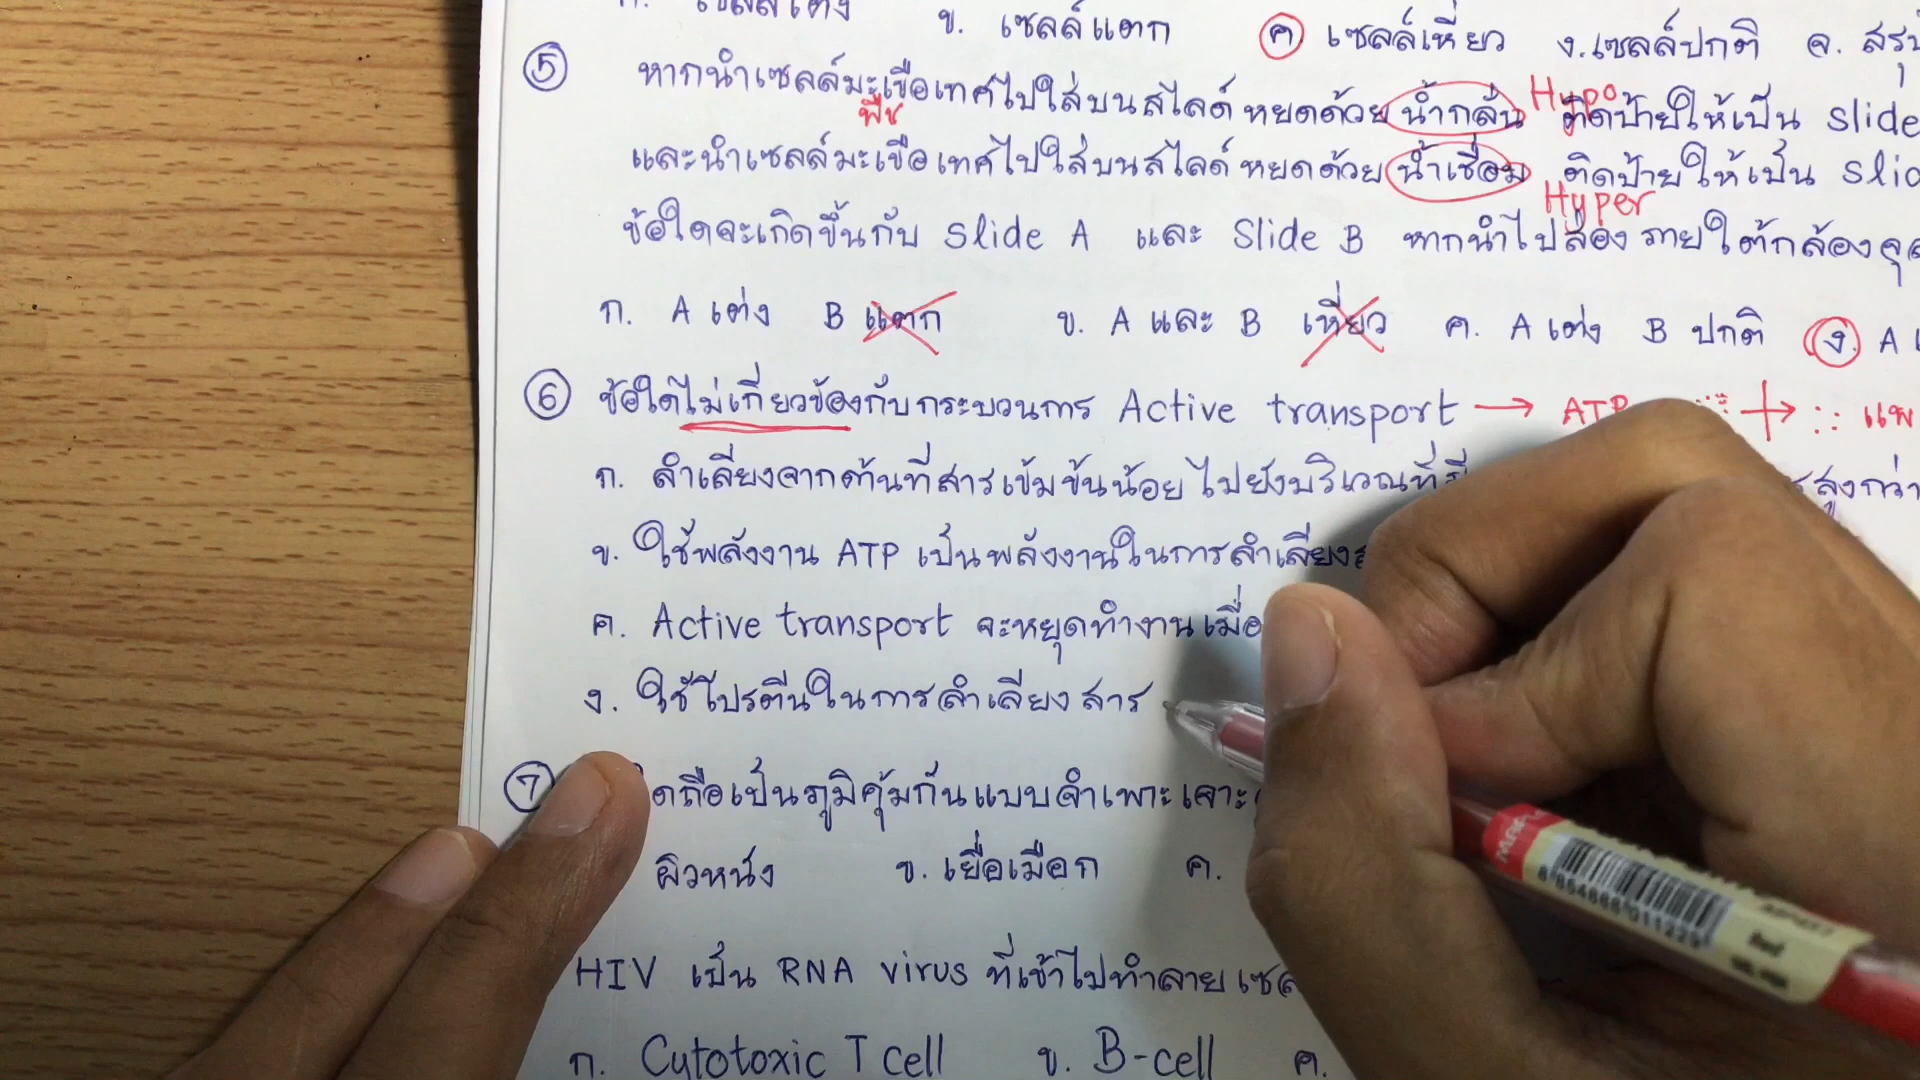 ก. เซลล์เต่ง ข. เซลล์แตก ค เซลล์เหี่ยว ง. เซลล์ปกติ จ. สรุป
5 หากนำเซลล์มะเขือเทศไปใส่บนสไลด์ หยดด้วย น้ำกลั่น Hypo ติดป้ายให้เป็น Slide
พืช
และนำเซลล์มะเขือเทศไปใส่บนสไลด์ หยดด้วย น้ำเชื่อม ติดป้ายให้เป็น
Hyper
ข้อใดจะเกิดขึ้นกับ Slide A และ Slide B หากนำไปส่องภายใต้กล้อง
ก. A เต่ง B แตก ข. A และ B เหี่ยว ค. A เต่ง B ปกติ ง. A
6 ข้อใดไม่เกี่ยวข้องกับกระบวนการ Active transport → ATP
ก. ลำเลียงจากด้านที่สารเข้มข้นน้อย ไปยังบริเวณที่ สูงกว่า
ข. ใช้พลังงาน ATP เป็นพลังงานในการลำเลียง
ค. Active transport จะหยุดทำงานเมื่อ
ง. ใช้โปรตีนในการลำเลียงสาร
7 ถือเป็นภูมิคุ้มกันแบบจำเพาะเจาะ
ผิวหนัง ข. เยื่อเมือก ค.
HIV เป็น RNA virus ที่เข้าไปทำลาย
ก. Cytotoxic T cell ข. B-cell ค.
8 854866 011229